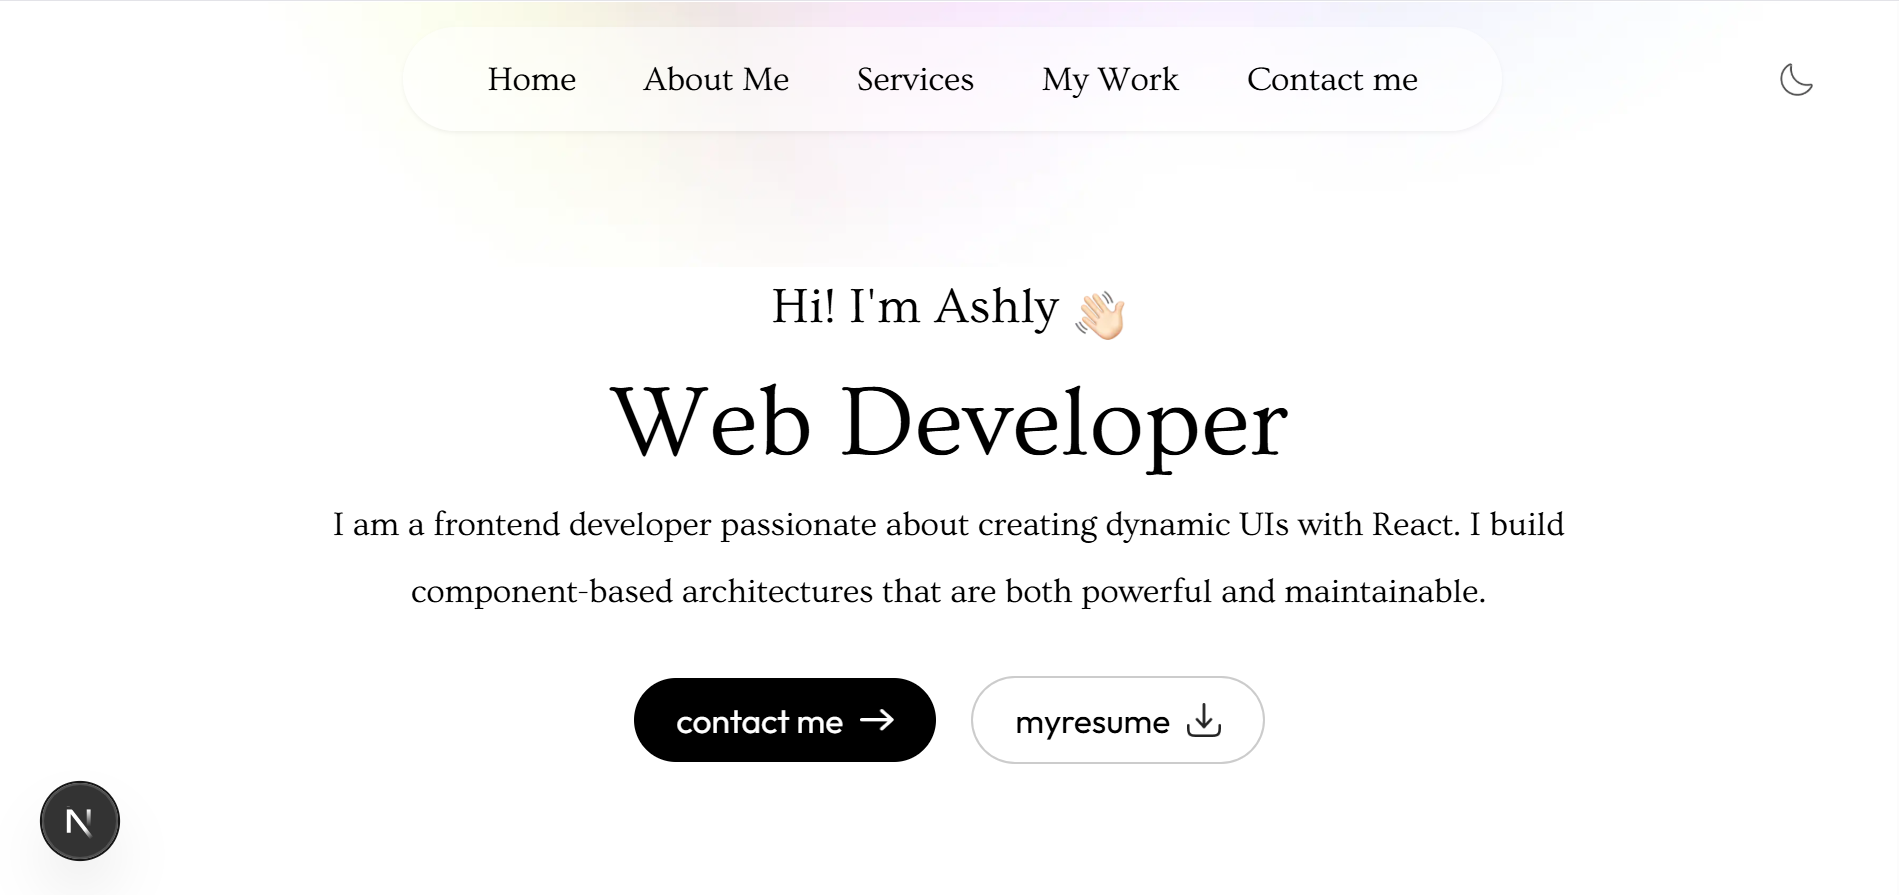 Home About Me Services My Work Contact me
Hi! I'm Ashly 👋🏻
Web Developer
I am a frontend developer passionate about creating dynamic UIs with React. I build
component-based architectures that are both powerful and maintainable.
contact me →
myresume
N